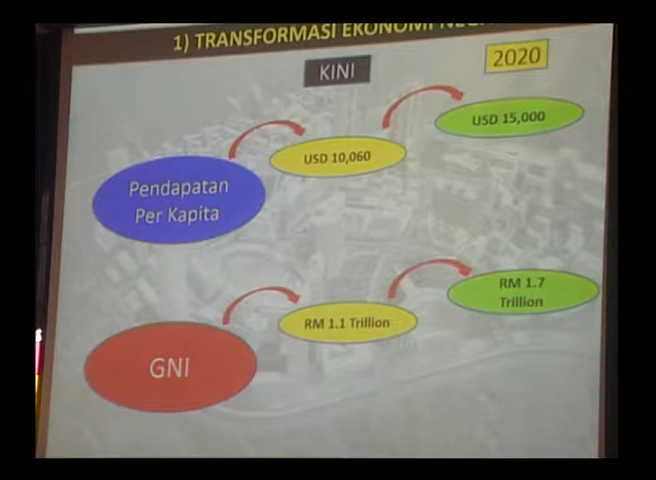 1) TRANSFORMASI EKONOMI
KINI
2020
Pendapatan
Per Kapita
USD 10,060
USD 15,000
GNI
RM 1.1 Trillion
RM 1.7
Trillion